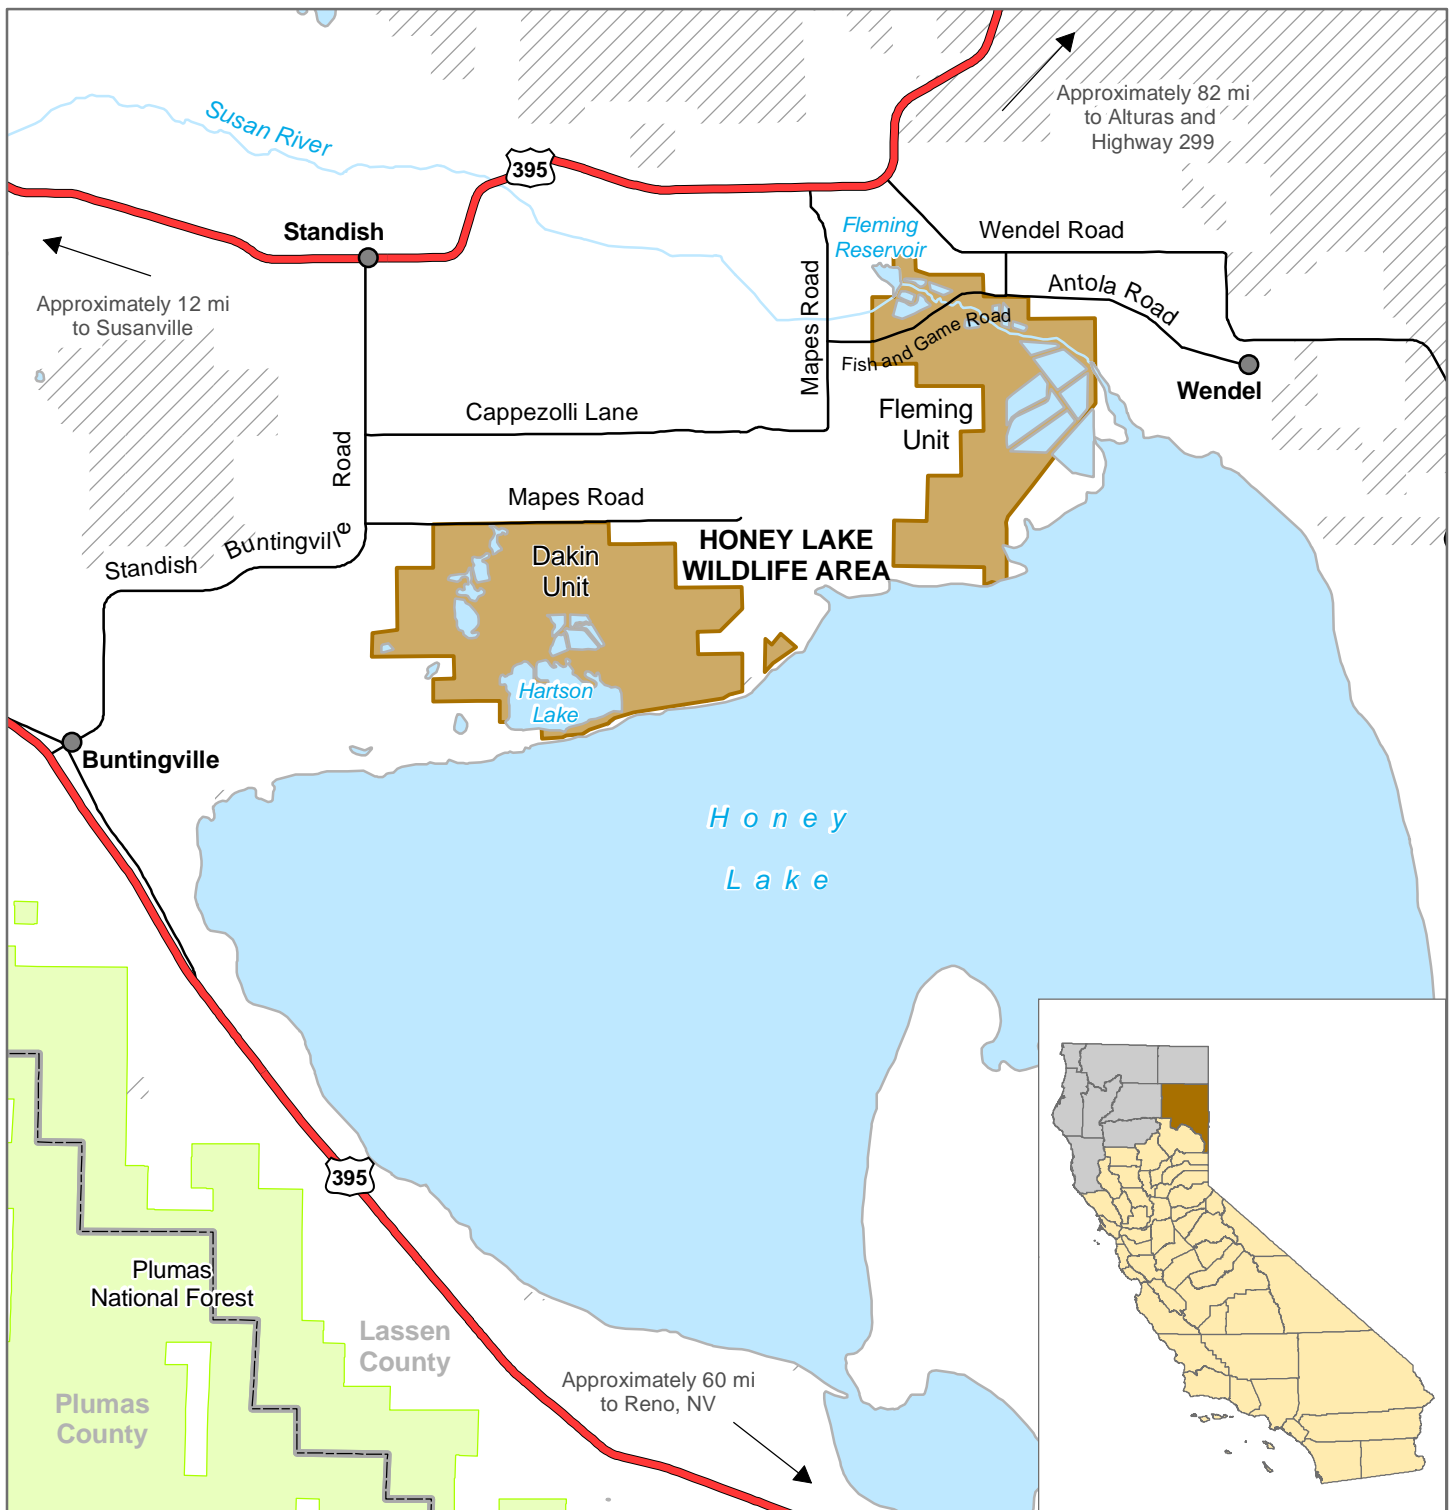 Approximately 82 mi
to Alturas and
Highway 299
Susan River
395
Standish
Fleming
Reservoir
Wendel Road
Approximately 12 mi
to Susanville
Mapes Road
Antola Road
Fish and Game Road
Wendel
Cappezolli Lane
Fleming
Unit
Mapes Road
Standish Buntingville Road
HONEY LAKE
WILDLIFE AREA
Dakin
Unit
Hartson
Lake
Buntingville
Honey
Lake
395
Plumas
National Forest
Lassen
County
Approximately 60 mi
to Reno, NV
Plumas
County